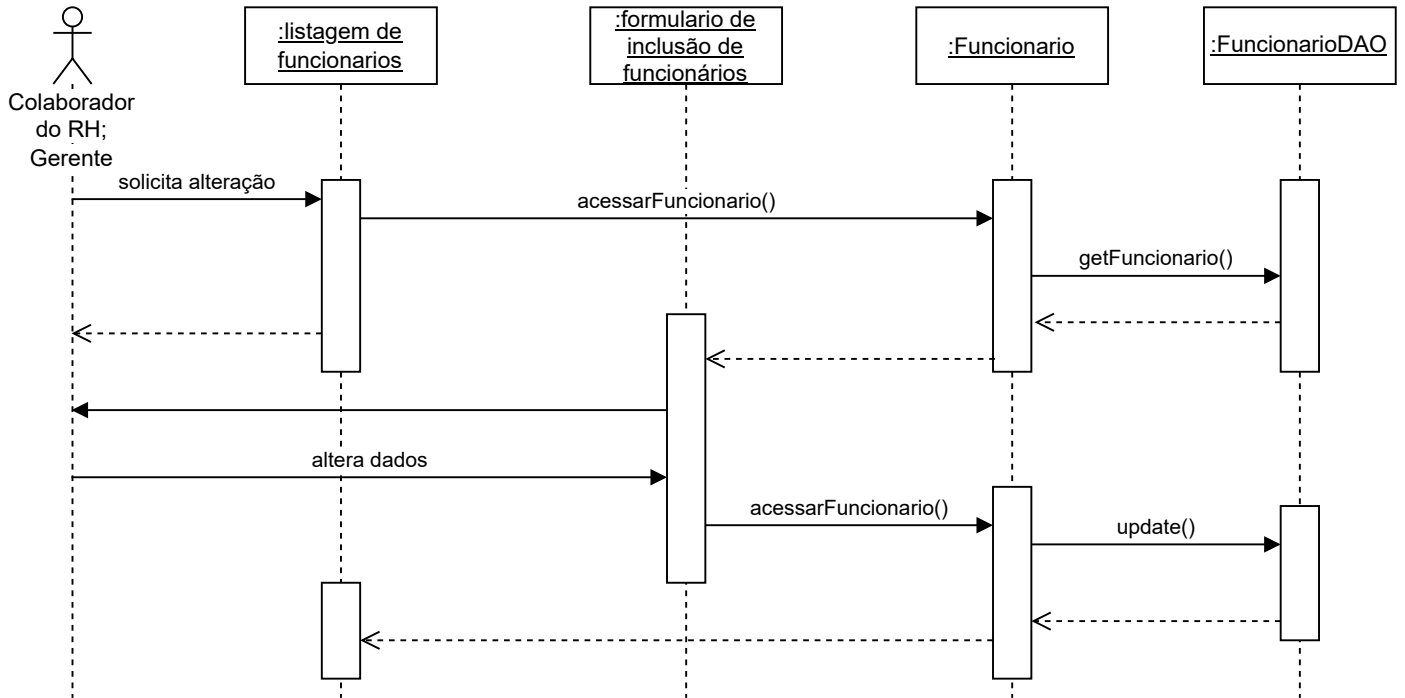 :listagem de
funcionarios
:formulario de
inclusão de
funcionários
:Funcionario
:FuncionarioDAO
Colaborador
do RH;
Gerente
solicita alteração
acessarFuncionario()
getFuncionario()
altera dados
acessarFuncionario()
update()